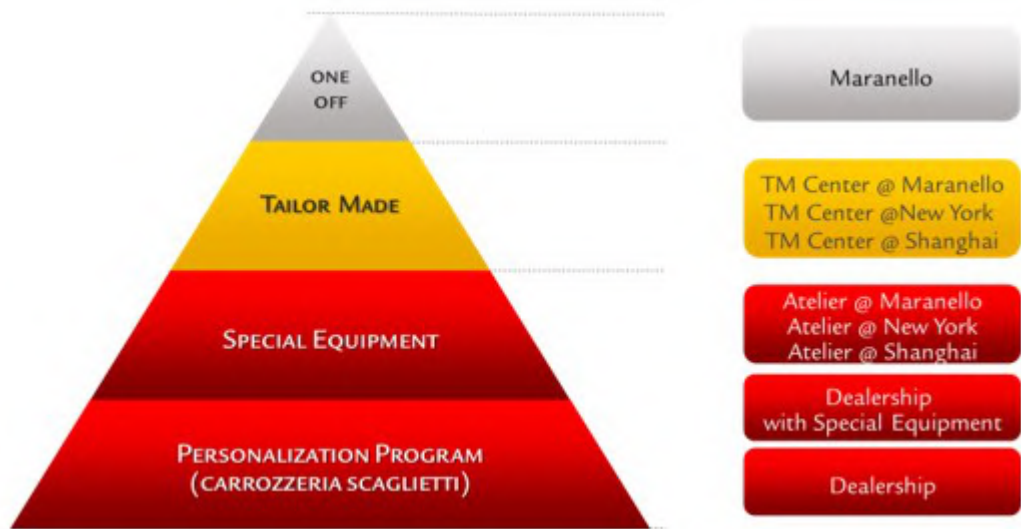 ONE
OFF
Maranello
TAILOR MADE
TM Center @ Maranello
TM Center @New York
TM Center @ Shanghai
SPECIAL EQUIPMENT
Atelier @ Maranello
Atelier @ New York
Atelier @ Shanghai
Dealership
with Special Equipment
PERSONALIZATION PROGRAM
(CARROZZERIA SCAGLIETTI)
Dealership